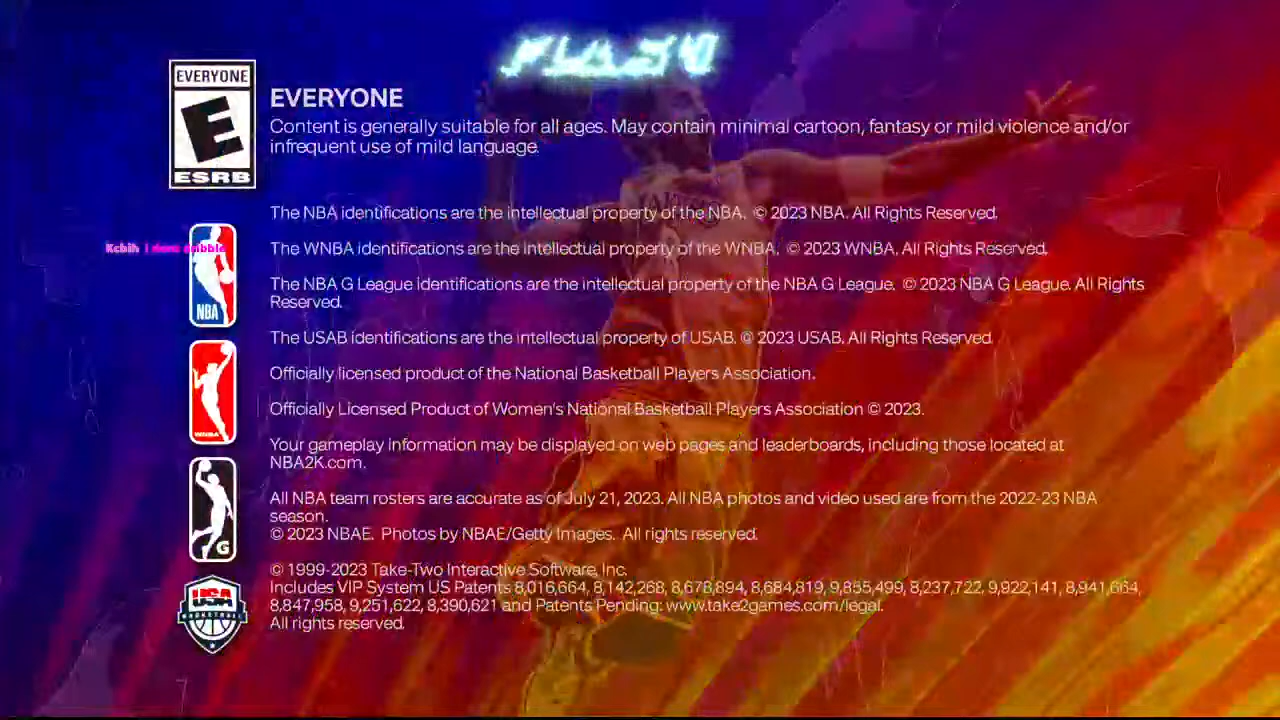 EVERYONE
E
ESRB
EVERYONE
Content is generally suitable for all ages. May contain minimal cartoon, fantasy or mild violence and/or
infrequent use of mild language.
The NBA identifications are the intellectual property of the NBA. © 2023 NBA. All Rights Reserved.
Kcbih: I dont dribble
The WNBA identifications are the intellectual property of the WNBA. © 2023 WNBA. All Rights Reserved.
The NBA G League identifications are the intellectual property of the NBA G League. © 2023 NBA G League. All Rights
Reserved.
NBA
The USAB identifications are the intellectual property of USAB. © 2023 USAB. All Rights Reserved.
Officially licensed product of the National Basketball Players Association.
Officially Licensed Product of Women's National Basketball Players Association © 2023.
WNBA
Your gameplay information may be displayed on web pages and leaderboards, including those located at
NBA2K.com.
All NBA team rosters are accurate as of July 21, 2023. All NBA photos and video used are from the 2022-23 NBA
season.
© 2023 NBAE. Photos by NBAE/Getty Images. All rights reserved.
G
© 1999-2023 Take-Two Interactive Software, Inc.
Includes VIP System US Patents 8,016,664, 8,142,268, 8,678,894, 8,684,819, 9,855,499, 8,237,722, 9,922,141, 8,941,664,
8,847,958, 9,251,622, 8,390,621 and Patents Pending: www.take2games.com/legal.
All rights reserved.
USA
BASKETBALL